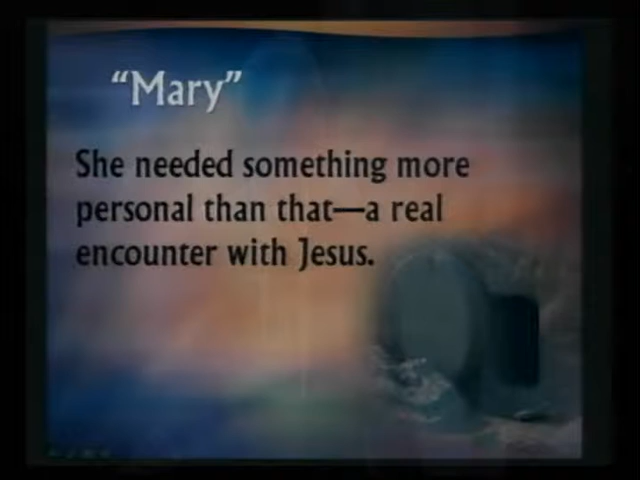 “Mary”
She needed something more
personal than that—a real
encounter with Jesus.